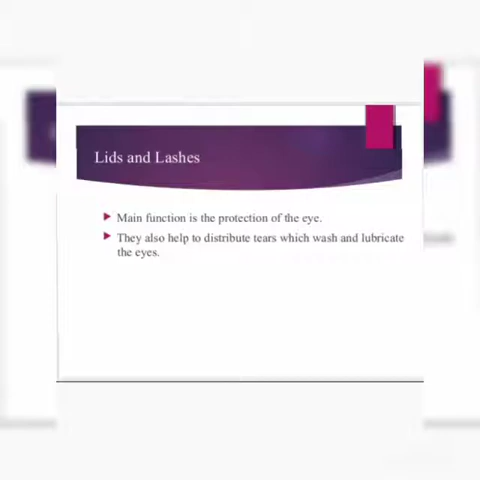 Lids and Lashes
Main function is the protection of the eye.
They also help to distribute tears which wash and lubricate
the eyes.